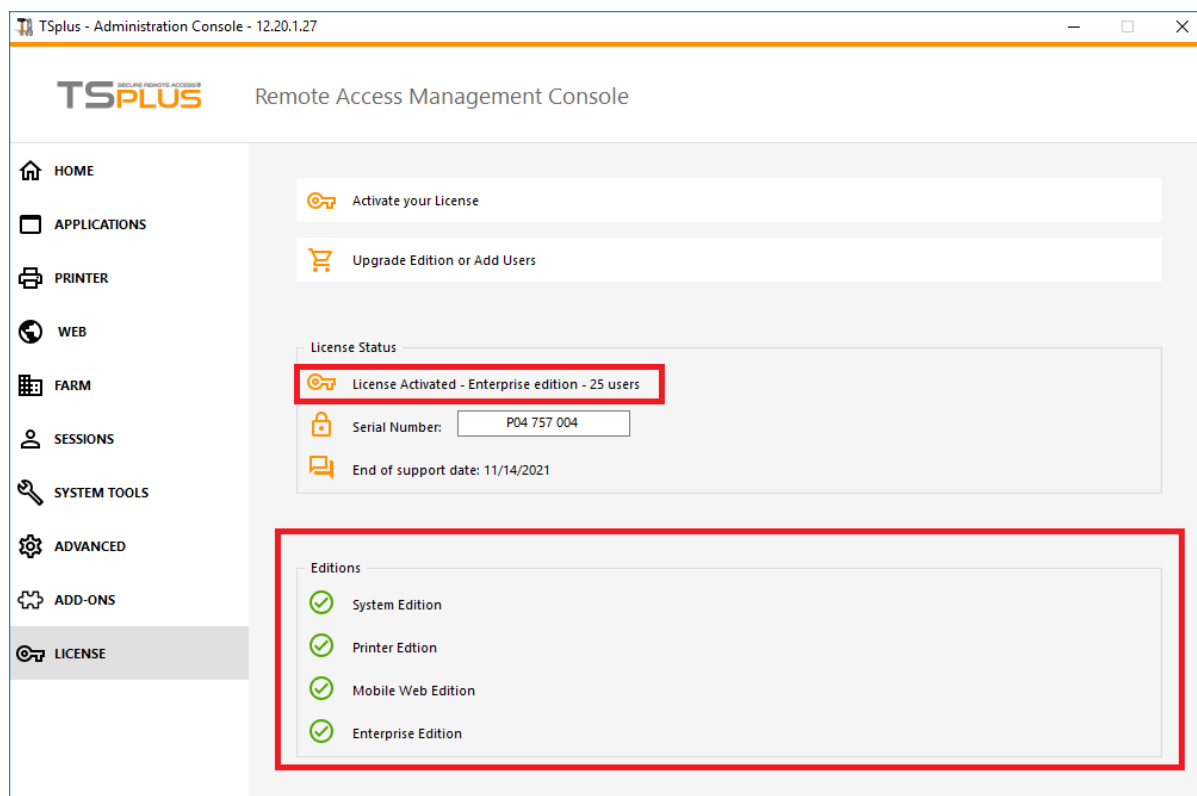 TSplus - Administration Console - 12.20.1.27
SECURE REMOTE ACCESS®
TSPLUS
Remote Access Management Console
HOME
APPLICATIONS
PRINTER
WEB
FARM
SESSIONS
SYSTEM TOOLS
ADVANCED
ADD-ONS
LICENSE
Activate your License
Upgrade Edition or Add Users
License Status
License Activated - Enterprise edition - 25 users
Serial Number: P04 757 004
End of support date: 11/14/2021
Editions
System Edition
Printer Edtion
Mobile Web Edition
Enterprise Edition